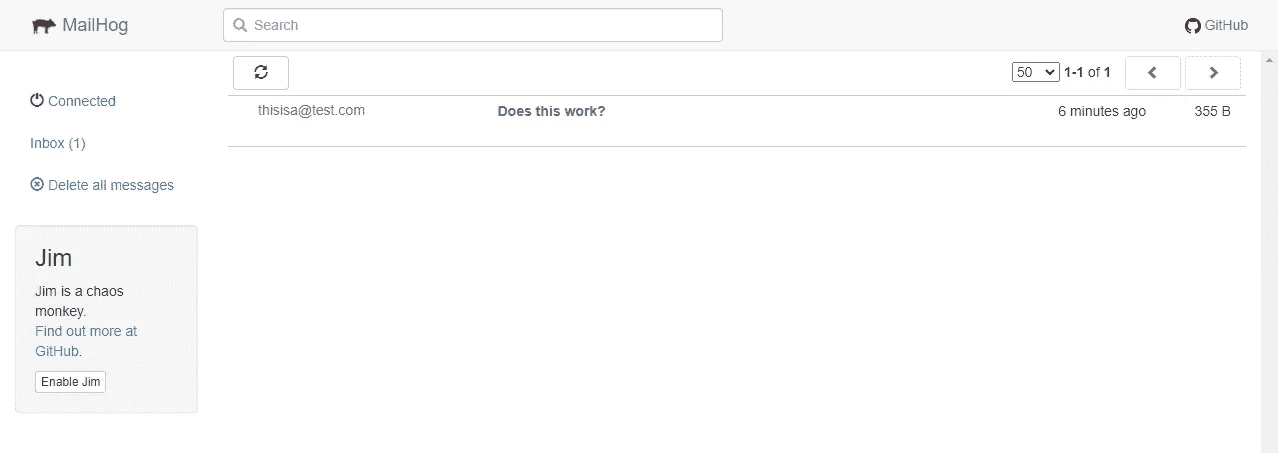 MailHog
Search
GitHub
50 1-1 of 1
Connected
thisisa@test.com Does this work? 6 minutes ago 355 B
Inbox (1)
Delete all messages
Jim
Jim is a chaos
monkey.
Find out more at
GitHub.
Enable Jim